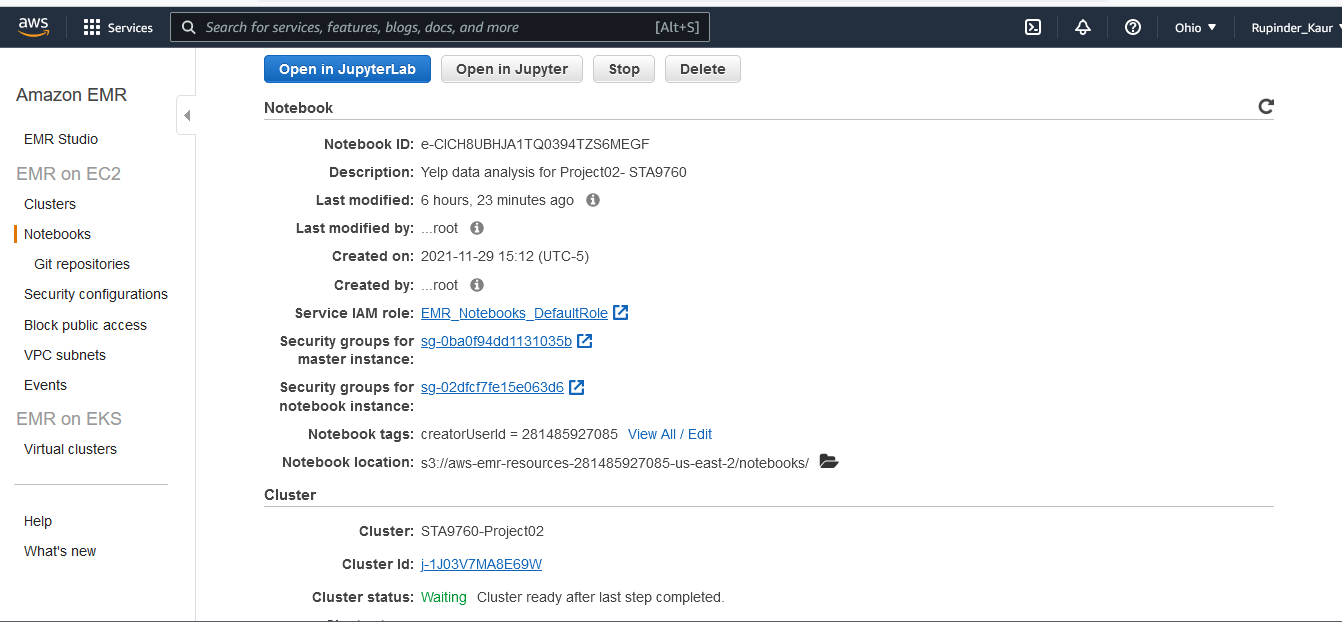 aws Services Search for services, features, blogs, docs, and more [Alt+S] Ohio Rupinder_Kaur
Amazon EMR
EMR Studio
EMR on EC2
Clusters
Notebooks
Git repositories
Security configurations
Block public access
VPC subnets
Events
EMR on EKS
Virtual clusters
Help
What's new
Open in JupyterLab Open in Jupyter Stop Delete
Notebook
Notebook ID: e-CICH8UBHJA1TQ0394TZS6MEGF
Description: Yelp data analysis for Project02- STA9760
Last modified: 6 hours, 23 minutes ago
Last modified by: ...root
Created on: 2021-11-29 15:12 (UTC-5)
Created by: ...root
Service IAM role: EMR_Notebooks_DefaultRole
Security groups for sg-0ba0f94dd1131035b
master instance:
Security groups for sg-02dfcf7fe15e063d6
notebook instance:
Notebook tags: creatorUserId = 281485927085 View All / Edit
Notebook location: s3://aws-emr-resources-281485927085-us-east-2/notebooks/
Cluster
Cluster: STA9760-Project02
Cluster Id: j-1J03V7MA8E69W
Cluster status: Waiting Cluster ready after last step completed.